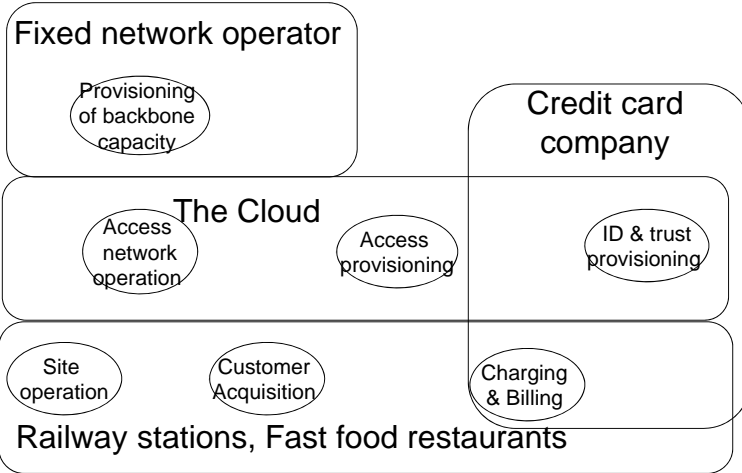 Fixed network operator
Provisioning
of backbone
capacity
Credit card
company
The Cloud
Access
network
operation
Access
provisioning
ID & trust
provisioning
Site
operation
Customer
Acquisition
Charging
& Billing
Railway stations, Fast food restaurants